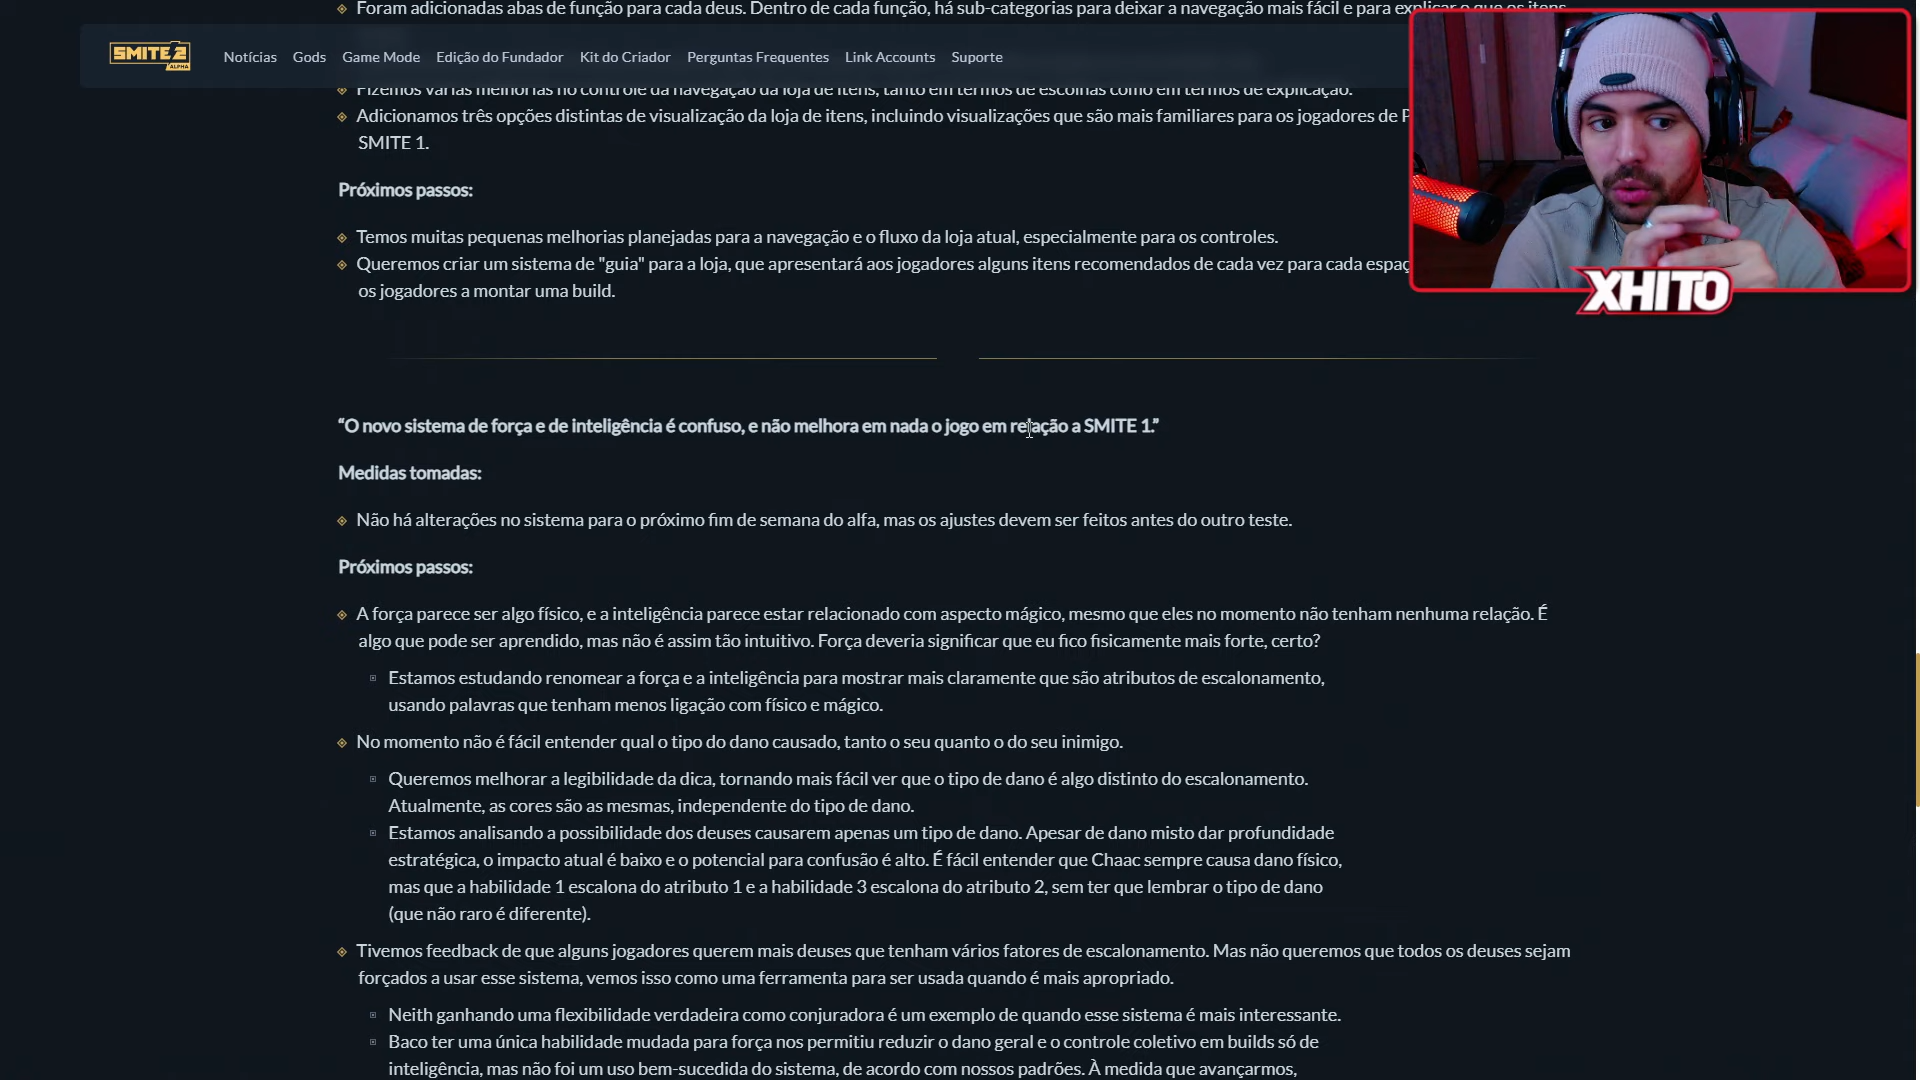 Foram adicionadas abas de função para cada deus. Dentro de cada função, há sub-categorias para deixar a navegação mais fácil e para explicar o que os itens
SMITE 2
ALPHA
Notícias
Gods
Game Mode
Edição do Fundador
Kit do Criador
Perguntas Frequentes
Link Accounts
Suporte
Fizemos várias melhorias no controle da navegação da loja de itens, tanto em termos de escolhas como em termos de explicação.
Adicionamos três opções distintas de visualização da loja de itens, incluindo visualizações que são mais familiares para os jogadores de
SMITE 1.
XHITO
Próximos passos:
Temos muitas pequenas melhorias planejadas para a navegação e o fluxo da loja atual, especialmente para os controles.
Queremos criar um sistema de "guia" para a loja, que apresentará aos jogadores alguns itens recomendados de cada vez para cada
os jogadores a montar uma build.
“O novo sistema de força e de inteligência é confuso, e não melhora em nada o jogo em relação a SMITE 1.”
Medidas tomadas:
Não há alterações no sistema para o próximo fim de semana do alfa, mas os ajustes devem ser feitos antes do outro teste.
Próximos passos:
A força parece ser algo físico, e a inteligência parece estar relacionado com aspecto mágico, mesmo que eles no momento não tenham nenhuma relação. É
algo que pode ser aprendido, mas não é assim tão intuitivo. Força deveria significar que eu fico fisicamente mais forte, certo?
Estamos estudando renomear a força e a inteligência para mostrar mais claramente que são atributos de escalonamento,
usando palavras que tenham menos ligação com físico e mágico.
No momento não é fácil entender qual o tipo do dano causado, tanto o seu quanto o do seu inimigo.
Queremos melhorar a legibilidade da dica, tornando mais fácil ver que o tipo de dano é algo distinto do escalonamento.
Atualmente, as cores são as mesmas, independente do tipo de dano.
Estamos analisando a possibilidade dos deuses causarem apenas um tipo de dano. Apesar de dano misto dar profundidade
estratégica, o impacto atual é baixo e o potencial para confusão é alto. É fácil entender que Chaac sempre causa dano físico,
mas que a habilidade 1 escalona do atributo 1 e a habilidade 3 escalona do atributo 2, sem ter que lembrar o tipo de dano
(que não raro é diferente).
Tivemos feedback de que alguns jogadores querem mais deuses que tenham vários fatores de escalonamento. Mas não queremos que todos os deuses sejam
forçados a usar esse sistema, vemos isso como uma ferramenta para ser usada quando é mais apropriado.
Neith ganhando uma flexibilidade verdadeira como conjuradora é um exemplo de quando esse sistema é mais interessante.
Baco ter uma única habilidade mudada para força nos permitiu reduzir o dano geral e o controle coletivo em builds só de
inteligência, mas não foi um uso bem-sucedida do sistema, de acordo com nossos padrões. À medida que avançarmos,